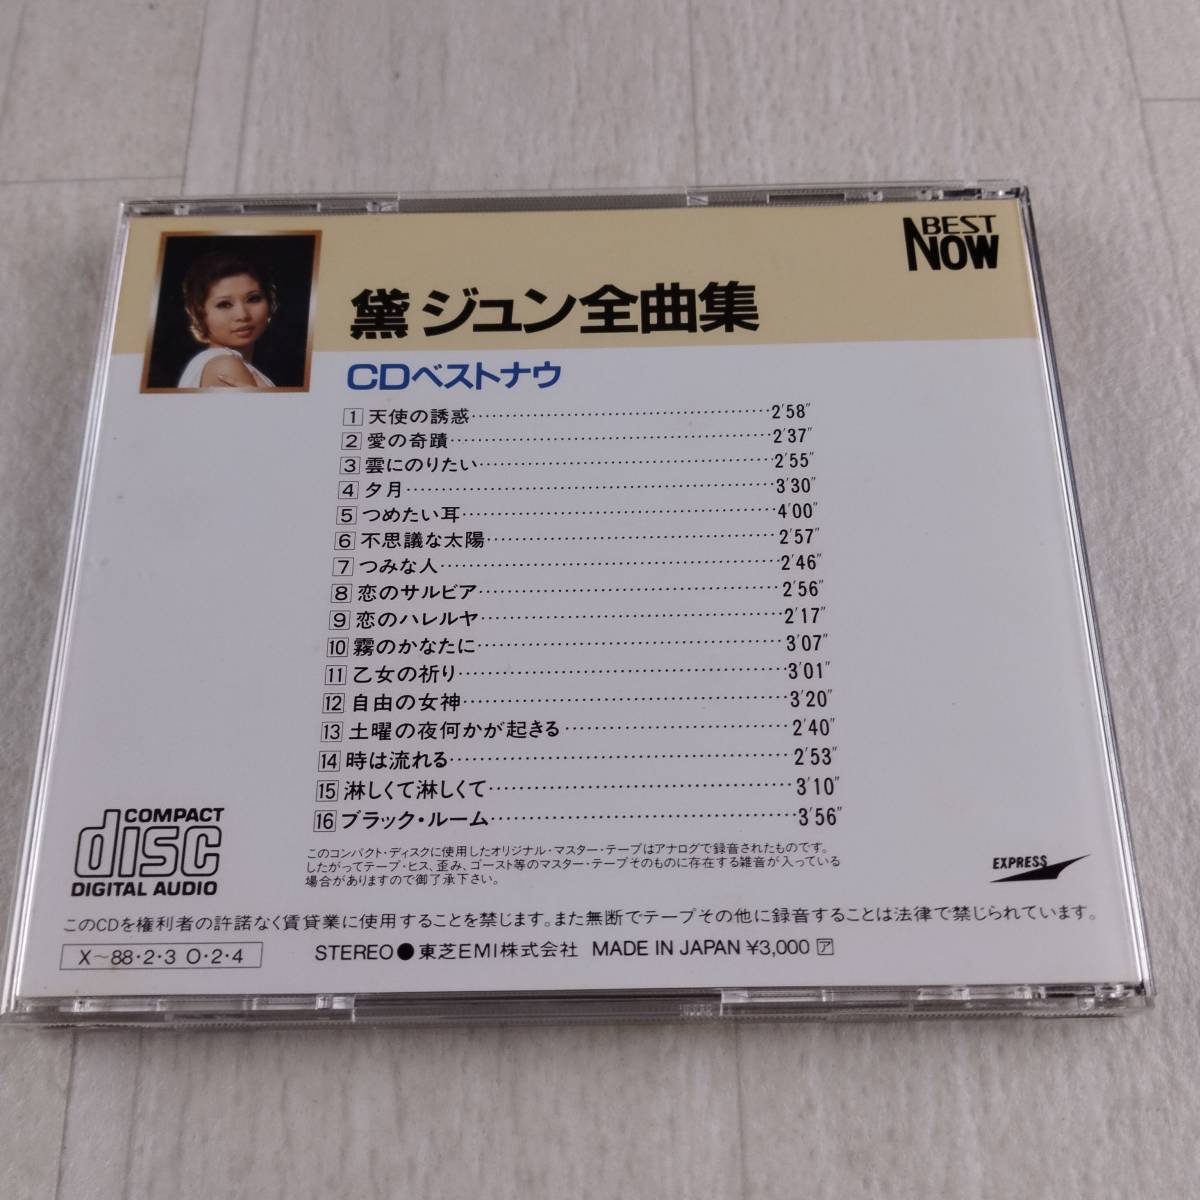 BEST
NOW
黛 ジュン全曲集
CDベストナウ
1 天使の誘惑 2′58″
2 愛の奇蹟 2′37″
3 雲にのりたい 2′55″
4 夕月 3′30″
5 つめたい耳 4′00″
6 不思議な太陽 2′57″
7 つみな人 2′46″
8 恋のサルビア 2′56″
9 恋のハレルヤ 2′17″
10 霧のかなたに 3′07″
11 乙女の祈り 3′01″
12 自由の女神 3′20″
13 土曜の夜何かが起きる 2′40″
14 時は流れる 2′53″
15 淋しくて淋しくて 3′10″
16 ブラック・ルーム 3′56″
COMPACT
disc
DIGITAL AUDIO
このコンパクト・ディスクに使用したオリジナル・マスター・テープはアナログで録音されたものです。
したがってテープ・ヒス、歪み、ゴースト等のマスター・テープそのものに存在する雑音が入っている
場合がありますので御了承下さい。
EXPRESS
このCDを権利者の許諾なく賃貸業に使用することを禁じます。また無断でテープその他に録音することは法律で禁じられています。
X〜88・2・3 O・2・4
STEREO●東芝EMI株式会社 MADE IN JAPAN ¥3,000 ア